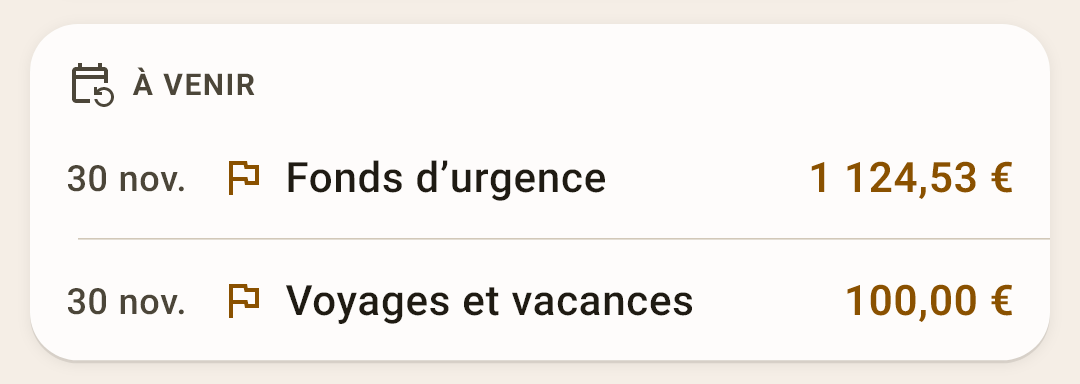 À VENIR
30 nov. Fonds d’urgence 1 124,53 €
30 nov. Voyages et vacances 100,00 €